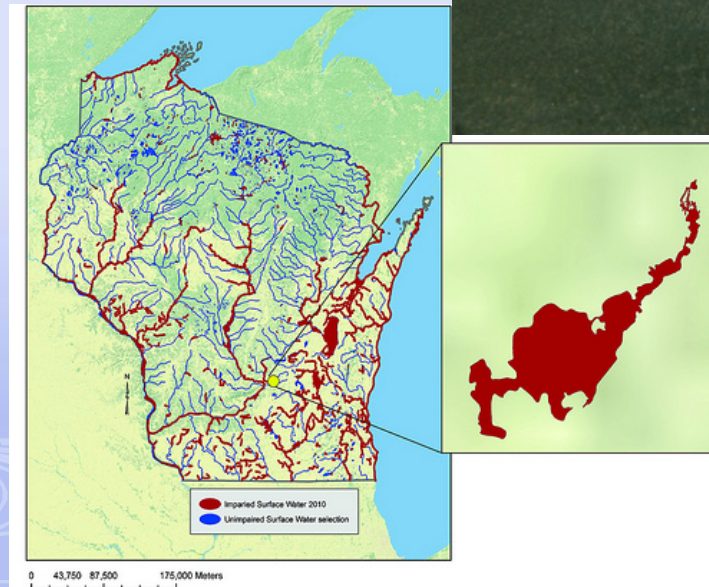 N
Imparied Surface Water 2010
Unimpaired Surface Water selection
0 43,750 87,500 175,000 Meters